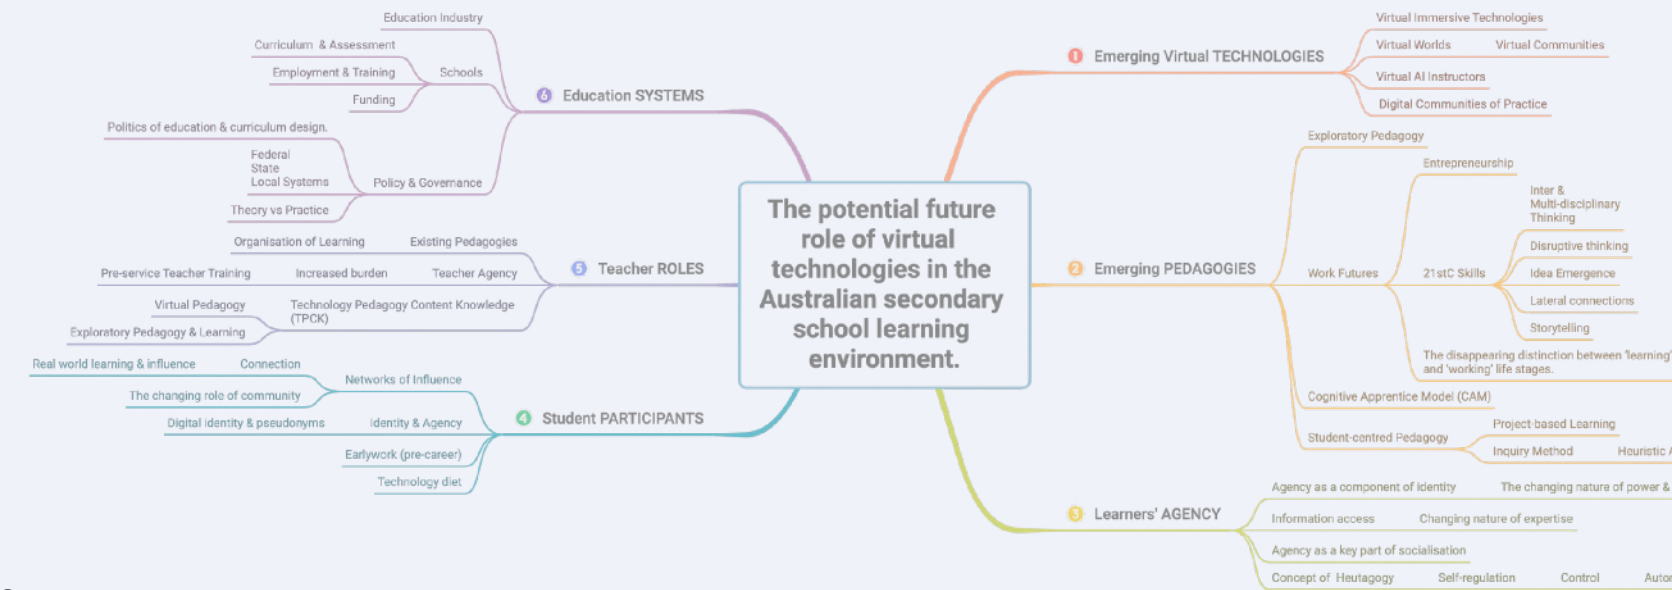 The potential future
role of virtual
technologies in the
Australian secondary
school learning
environment.
1 Emerging Virtual TECHNOLOGIES
Virtual Immersive Technologies
Virtual Worlds Virtual Communities
Virtual AI Instructors
Digital Communities of Practice
2 Emerging PEDAGOGIES
Exploratory Pedagogy
Work Futures
Entrepreneurship
21stC Skills
Inter &
Multi-disciplinary
Thinking
Disruptive thinking
Idea Emergence
Lateral connections
Storytelling
The disappearing distinction between 'learning'
and 'working' life stages.
Cognitive Apprentice Model (CAM)
Student-centred Pedagogy
Project-based Learning
Inquiry Method Heuristic
3 Learners' AGENCY
Agency as a component of identity The changing nature of power &
Information access Changing nature of expertise
Agency as a key part of socialisation
Concept of Heutagogy Self-regulation Control
4 Student PARTICIPANTS
Networks of Influence
Connection
Real world learning & influence
The changing role of community
Identity & Agency
Digital identity & pseudonyms
Earlywork (pre-career)
Technology diet
5 Teacher ROLES
Existing Pedagogies
Organisation of Learning
Teacher Agency
Increased burden
Pre-service Teacher Training
Technology Pedagogy Content Knowledge
(TPCK)
Virtual Pedagogy
Exploratory Pedagogy & Learning
6 Education SYSTEMS
Education Industry
Schools
Curriculum & Assessment
Employment & Training
Funding
Policy & Governance
Politics of education & curriculum design.
Federal
State
Local Systems
Theory vs Practice